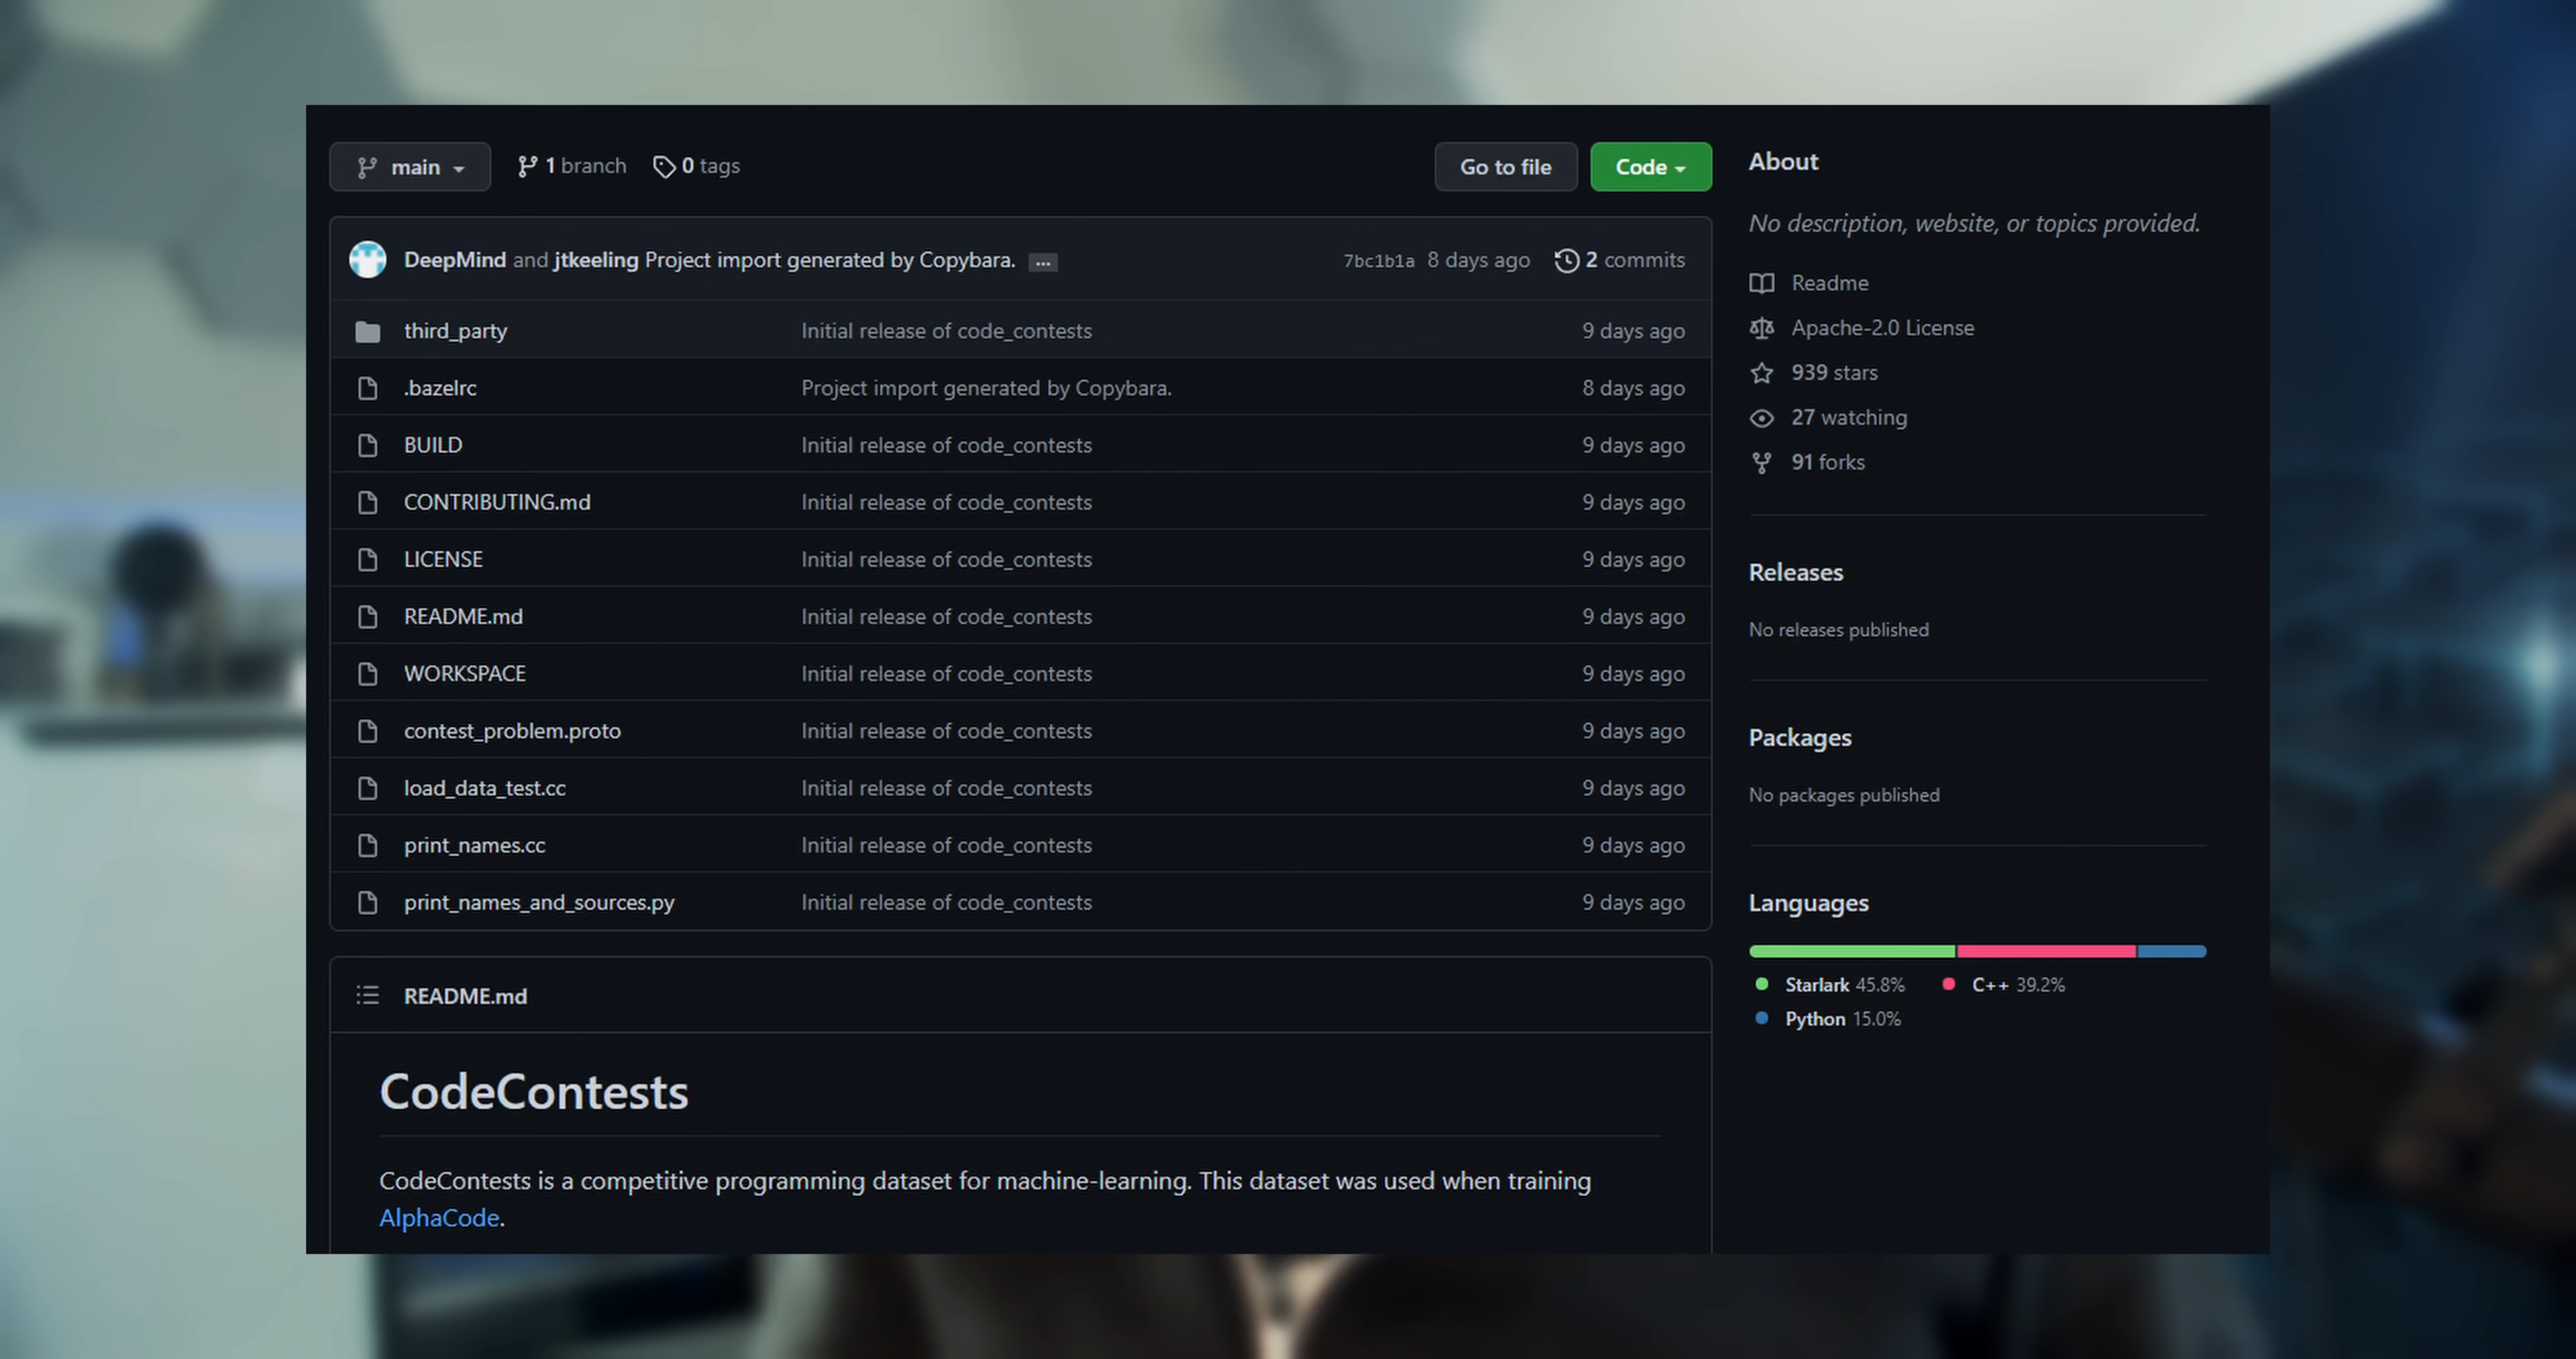 main
1 branch
0 tags
Go to file
Code
DeepMind and jtkeeling Project import generated by Copybara. ...
7bc1b1a 8 days ago 2 commits
third_party Initial release of code_contests 9 days ago
.bazelrc Project import generated by Copybara. 8 days ago
BUILD Initial release of code_contests 9 days ago
CONTRIBUTING.md Initial release of code_contests 9 days ago
LICENSE Initial release of code_contests 9 days ago
README.md Initial release of code_contests 9 days ago
WORKSPACE Initial release of code_contests 9 days ago
contest_problem.proto Initial release of code_contests 9 days ago
load_data_test.cc Initial release of code_contests 9 days ago
print_names.cc Initial release of code_contests 9 days ago
print_names_and_sources.py Initial release of code_contests 9 days ago
README.md
CodeContests
CodeContests is a competitive programming dataset for machine-learning. This dataset was used when training
AlphaCode.
About
No description, website, or topics provided.
Readme
Apache-2.0 License
939 stars
27 watching
91 forks
Releases
No releases published
Packages
No packages published
Languages
Starlark 45.8% C++ 39.2%
Python 15.0%